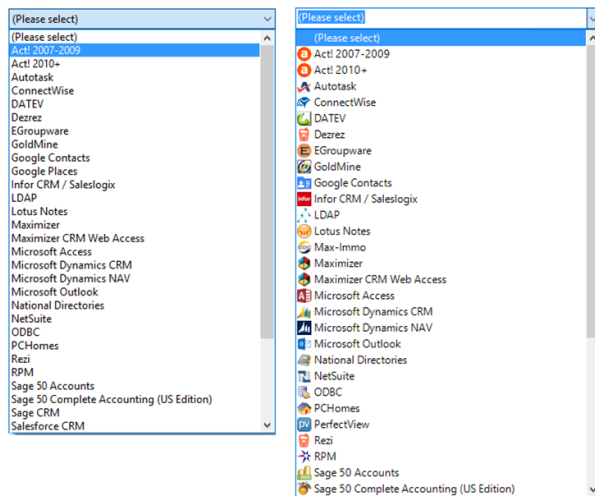 (Please select)
(Please select)
Act! 2007-2009
Act! 2010+
Autotask
ConnectWise
DATEV
Dezrez
EGroupware
GoldMine
Google Contacts
Google Places
Infor CRM / Saleslogix
LDAP
Lotus Notes
Maximizer
Maximizer CRM Web Access
Microsoft Access
Microsoft Dynamics CRM
Microsoft Dynamics NAV
Microsoft Outlook
National Directories
NetSuite
ODBC
PCHomes
Rezi
RPM
Sage 50 Accounts
Sage 50 Complete Accounting (US Edition)
Sage CRM
Salesforce CRM
(Please select)
(Please select)
Act! 2007-2009
Act! 2010+
Autotask
ConnectWise
DATEV
Dezrez
EGroupware
GoldMine
Google Contacts
Infor CRM / Saleslogix
LDAP
Lotus Notes
Max-Immo
Maximizer
Maximizer CRM Web Access
Microsoft Access
Microsoft Dynamics CRM
Microsoft Dynamics NAV
Microsoft Outlook
National Directories
NetSuite
ODBC
PCHomes
PerfectView
Rezi
RPM
Sage 50 Accounts
Sage 50 Complete Accounting (US Edition)